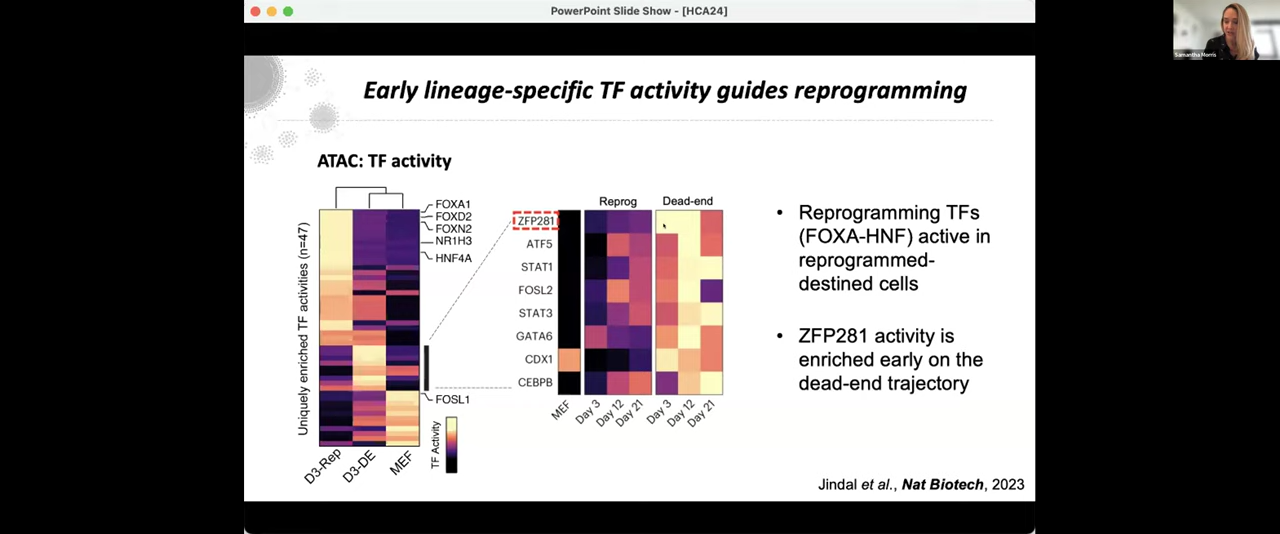 PowerPoint Slide Show - [HCA24]
Samantha Morris
Early lineage-specific TF activity guides reprogramming
ATAC: TF activity
Uniquely enriched TF activities (n=47)
FOXA1
FOXD2
FOXN2
NR1H3
HNF4A
FOSL1
D3-Rep
D3-DE
MEF
TF Activity
Reprog
Dead-end
ZFP281
ATF5
STAT1
FOSL2
STAT3
GATA6
CDX1
CEBPB
MEF
Day 3
Day 12
Day 21
Day 3
Day 12
Day 21
• Reprogramming TFs
(FOXA-HNF) active in
reprogrammed-
destined cells
• ZFP281 activity is
enriched early on the
dead-end trajectory
Jindal et al., Nat Biotech, 2023